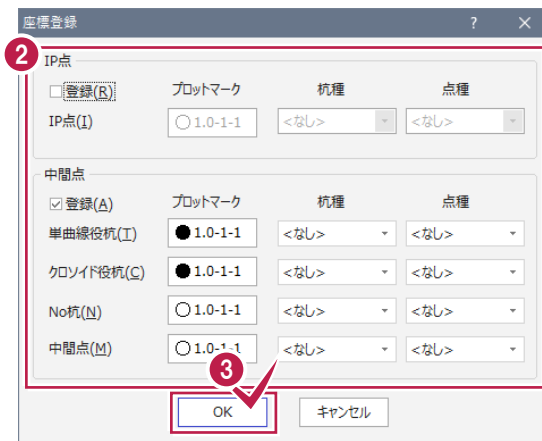 座標登録 ? ×
2
IP点
登録(R) プロットマーク 杭種 点種
IP点(I) 1.0-1-1 <なし> <なし>
中間点
登録(A) プロットマーク 杭種 点種
単曲線役杭(T) 1.0-1-1 <なし> <なし>
クロソイド役杭(C) 1.0-1-1 <なし> <なし>
No杭(N) 1.0-1-1 <なし> <なし>
中間点(M) 1.0-1-1 <なし> <なし>
3
OK キャンセル